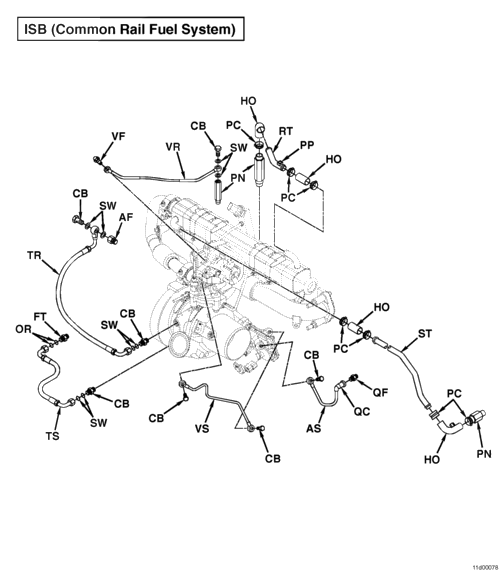 ISB (Common Rail Fuel System)
HO
PC
RT
CB
VF
SW
VR
PP
HO
PN
PC
CB
SW
AF
TR
HO
FT
CB
ST
OR
SW
PC
CB
QF
PC
CB
QC
TS
SW
CB
VS
AS
CB
HO
PN
11d00078